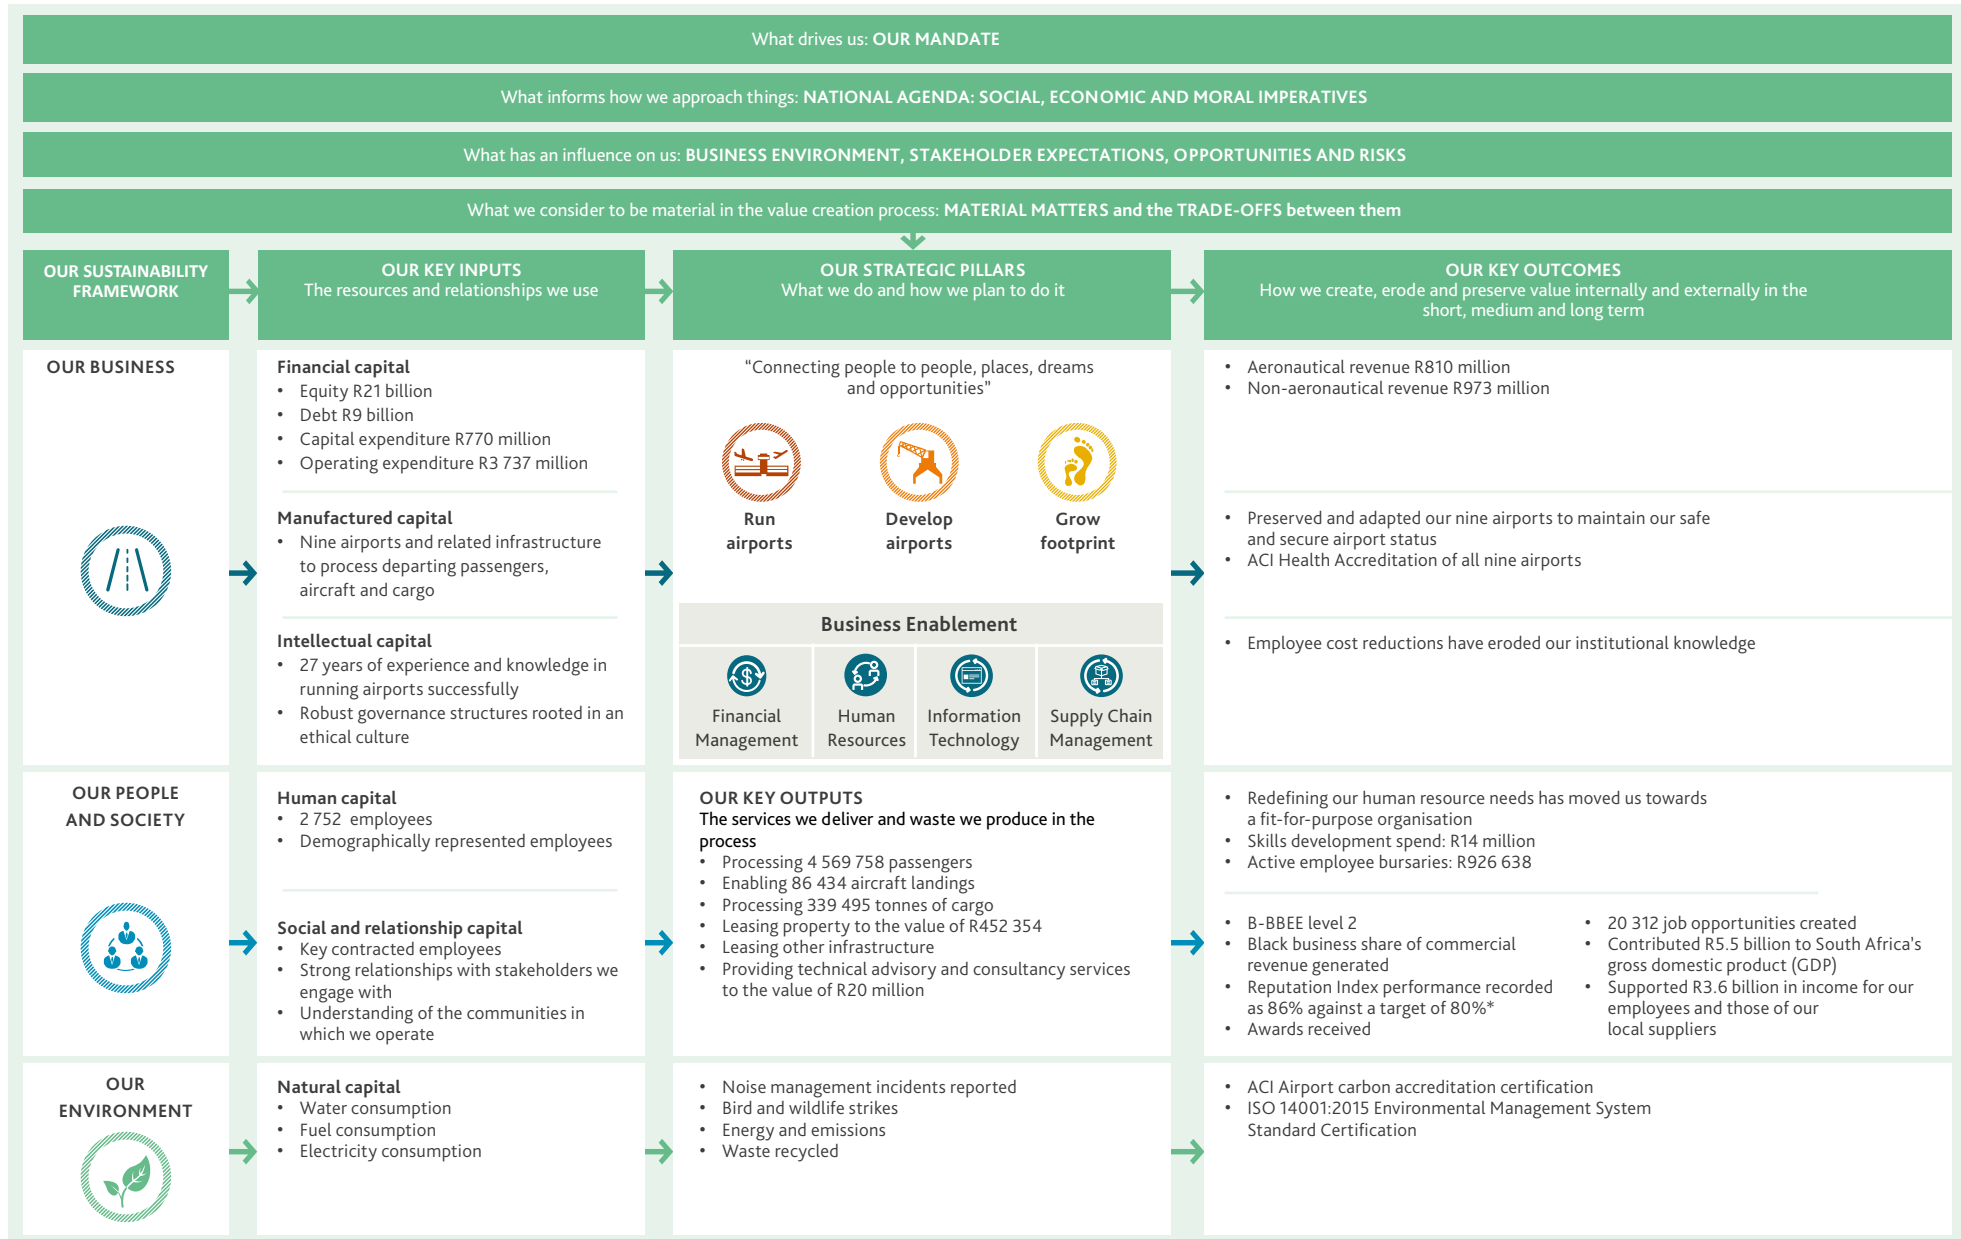 What drives us: OUR MANDATE
What informs how we approach things: NATIONAL AGENDA: SOCIAL, ECONOMIC AND MORAL IMPERATIVES
What has an influence on us: BUSINESS ENVIRONMENT, STAKEHOLDER EXPECTATIONS, OPPORTUNITIES AND RISKS
What we consider to be material in the value creation process: MATERIAL MATTERS and the TRADE-OFFS between them
OUR SUSTAINABILITY
FRAMEWORK
OUR KEY INPUTS
The resources and relationships we use
OUR STRATEGIC PILLARS
What we do and how we plan to do it
OUR KEY OUTCOMES
How we create, erode and preserve value internally and externally in the
short, medium and long term
OUR BUSINESS
Financial capital
• Equity R21 billion
• Debt R9 billion
• Capital expenditure R770 million
• Operating expenditure R3 737 million
Manufactured capital
• Nine airports and related infrastructure
to process departing passengers,
aircraft and cargo
Intellectual capital
• 27 years of experience and knowledge in
running airports successfully
• Robust governance structures rooted in an
ethical culture
“Connecting people to people, places, dreams
and opportunities”
Run
airports
Develop
airports
Grow
footprint
Business Enablement
Financial
Management
Human
Resources
Information
Technology
Supply Chain
Management
• Aeronautical revenue R810 million
• Non-aeronautical revenue R973 million
• Preserved and adapted our nine airports to maintain our safe
and secure airport status
• ACI Health Accreditation of all nine airports
• Employee cost reductions have eroded our institutional knowledge
OUR PEOPLE
AND SOCIETY
Human capital
• 2 752 employees
• Demographically represented employees
Social and relationship capital
• Key contracted employees
• Strong relationships with stakeholders we
engage with
• Understanding of the communities in
which we operate
OUR KEY OUTPUTS
The services we deliver and waste we produce in the
process
• Processing 4 569 758 passengers
• Enabling 86 434 aircraft landings
• Processing 339 495 tonnes of cargo
• Leasing property to the value of R452 354
• Leasing other infrastructure
• Providing technical advisory and consultancy services
to the value of R20 million
• Redefining our human resource needs has moved us towards
a fit-for-purpose organisation
• Skills development spend: R14 million
• Active employee bursaries: R926 638
• B-BBEE level 2
• Black business share of commercial
revenue generated
• Reputation Index performance recorded
as 86% against a target of 80%*
• Awards received
• 20 312 job opportunities created
• Contributed R5.5 billion to South Africa's
gross domestic product (GDP)
• Supported R3.6 billion in income for our
employees and those of our
local suppliers
OUR
ENVIRONMENT
Natural capital
• Water consumption
• Fuel consumption
• Electricity consumption
• Noise management incidents reported
• Bird and wildlife strikes
• Energy and emissions
• Waste recycled
• ACI Airport carbon accreditation certification
• ISO 14001:2015 Environmental Management System
Standard Certification